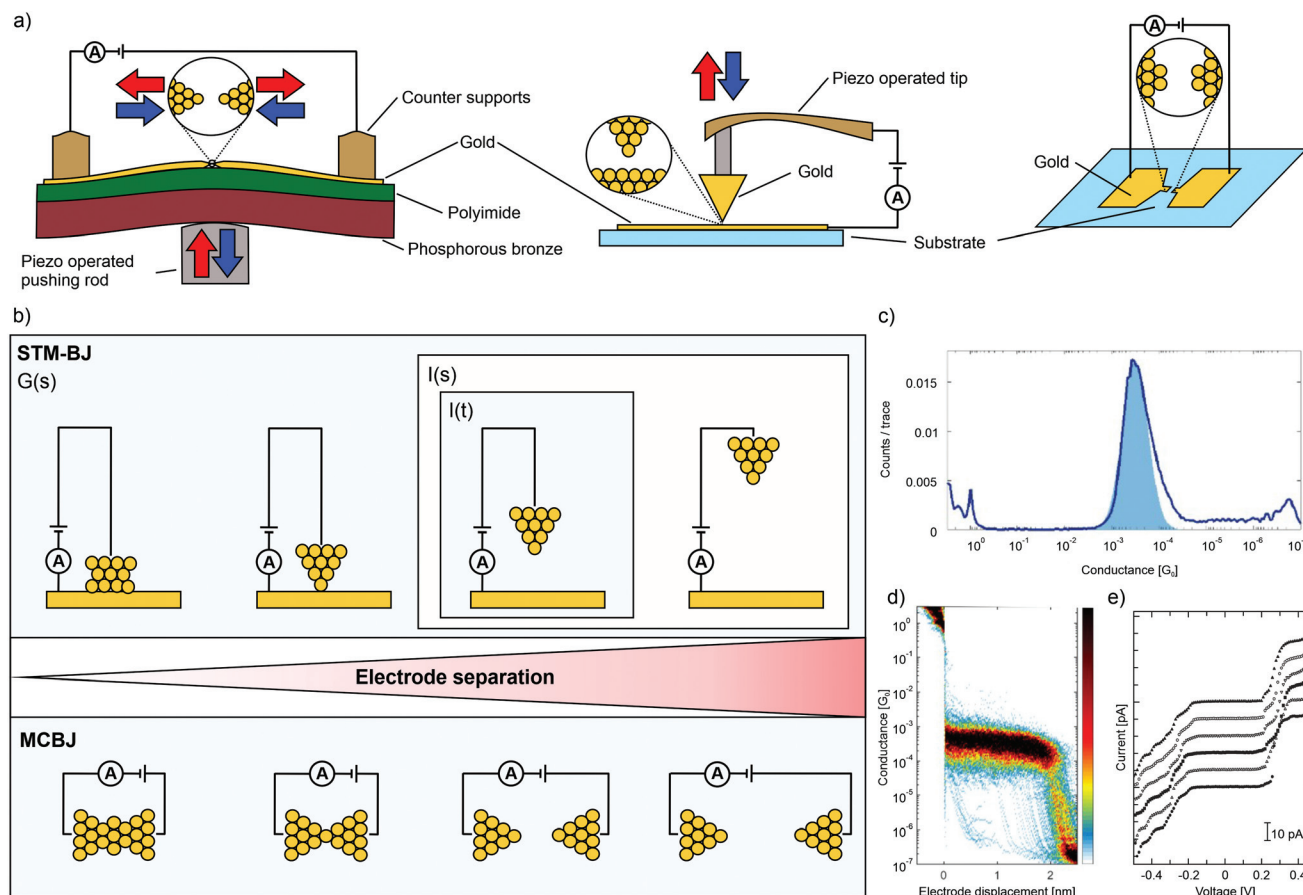 a)
A
Counter supports
Gold
Polyimide
Phosphorous bronze
Piezo operated
pushing rod
Piezo operated tip
Gold
A
Substrate
A
Gold
b)
STM-BJ
G(s)
I(s)
I(t)
A
A
A
A
Electrode separation
MCBJ
A
A
A
A
c)
Counts / trace
0.015
0.01
0.005
0
10⁰
10⁻¹
10⁻²
10⁻³
10⁻⁴
10⁻⁵
10⁻⁶
10⁻
Conductance [G₀]
d)
Conductance [G₀]
10⁰
10⁻¹
10⁻²
10⁻³
10⁻⁴
10⁻⁵
10⁻⁶
10⁻⁷
0
1
2
Electrode displacement [nm]
e)
Current [pA]
10 pA
-0.4
-0.2
0
0.2
0.4
Voltage [V]